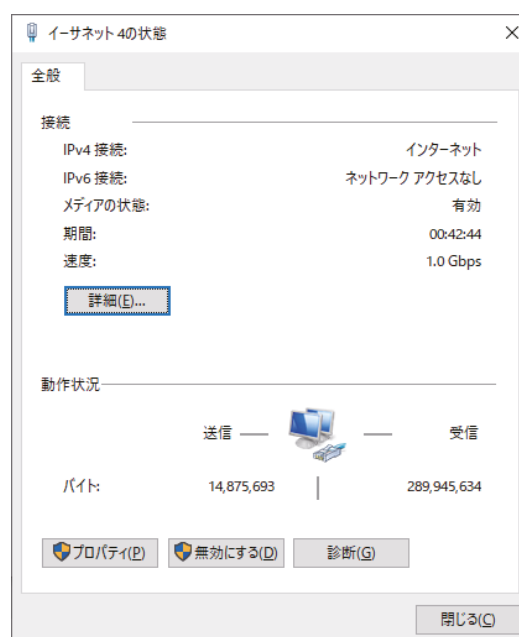 イーサネット 4の状態
全般
接続
IPv4 接続: インターネット
IPv6 接続: ネットワーク アクセスなし
メディアの状態: 有効
期間: 00:42:44
速度: 1.0 Gbps
詳細(E)...
動作状況
送信 受信
バイト: 14,875,693 289,945,634
プロパティ(P) 無効にする(D) 診断(G)
閉じる(C)